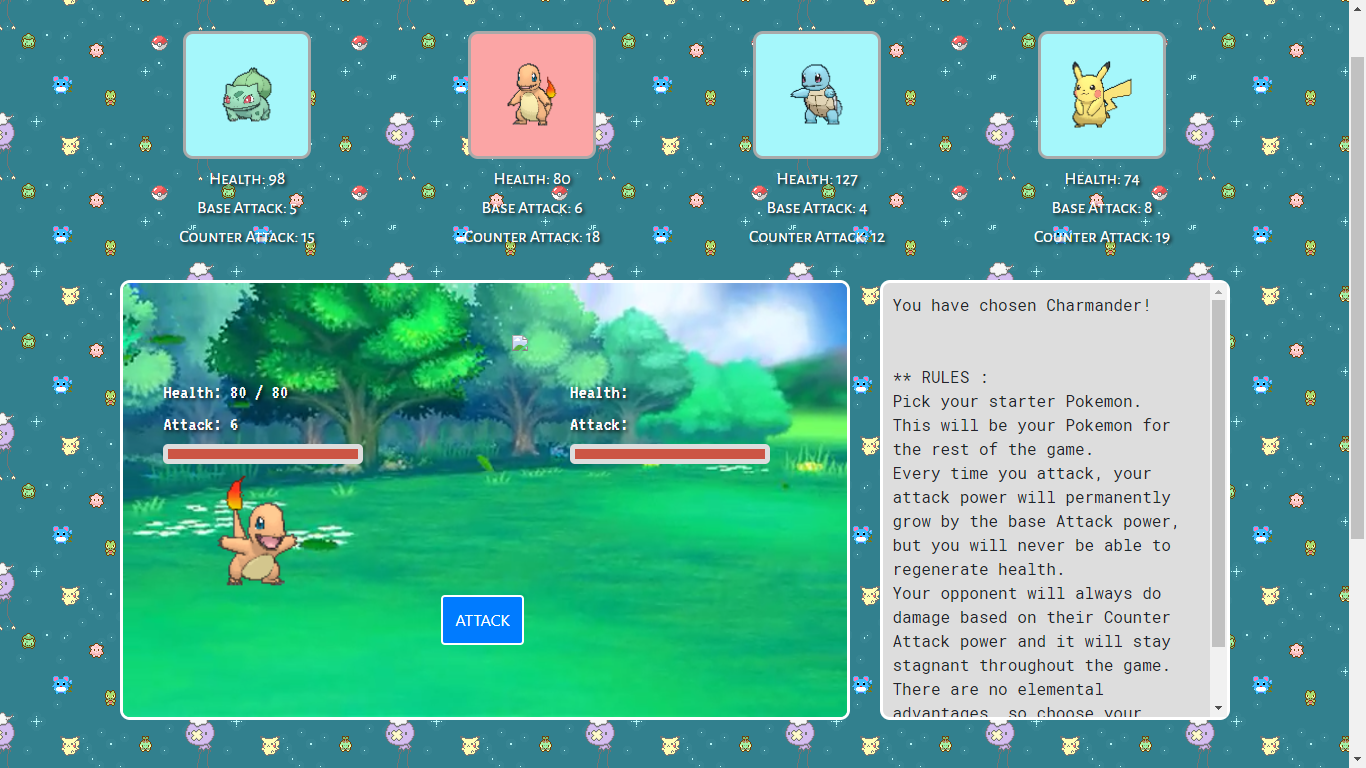 Health: 98
Base Attack: 5
Counter Attack: 15
Health: 80
Base Attack: 6
Counter Attack: 18
Health: 127
Base Attack: 4
Counter Attack: 12
Health: 74
Base Attack: 8
Counter Attack: 19
Health: 80 / 80
Attack: 6
Health:
Attack:
ATTACK
You have chosen Charmander!
** RULES :
Pick your starter Pokemon.
This will be your Pokemon for
the rest of the game.
Every time you attack, your
attack power will permanently
grow by the base Attack power,
but you will never be able to
regenerate health.
Your opponent will always do
damage based on their Counter
Attack power and it will stay
stagnant throughout the game.
There are no elemental
advantages, so choose your